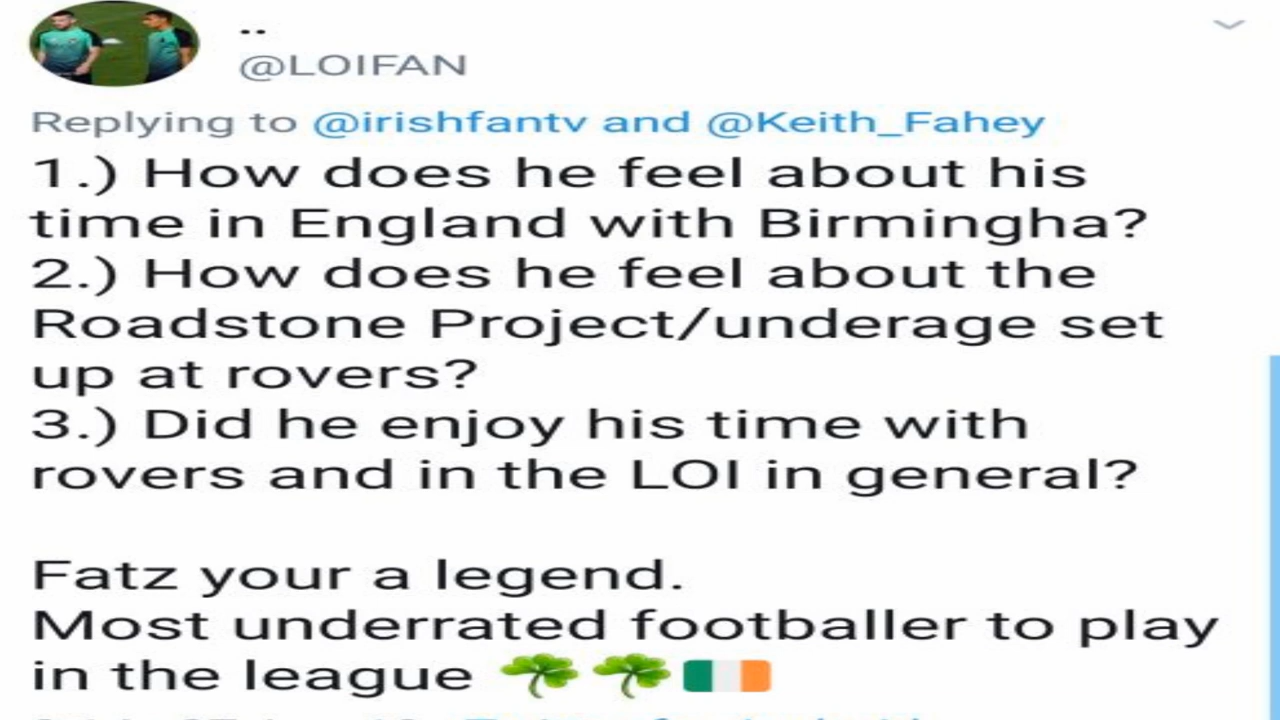 ..
@LOIFAN
Replying to @irishfantv and @Keith_Fahey
1.) How does he feel about his
time in England with Birmingha?
2.) How does he feel about the
Roadstone Project/underage set
up at rovers?
3.) Did he enjoy his time with
rovers and in the LOI in general?
Fatz your a legend.
Most underrated footballer to play
in the league ☘️☘️🇮🇪